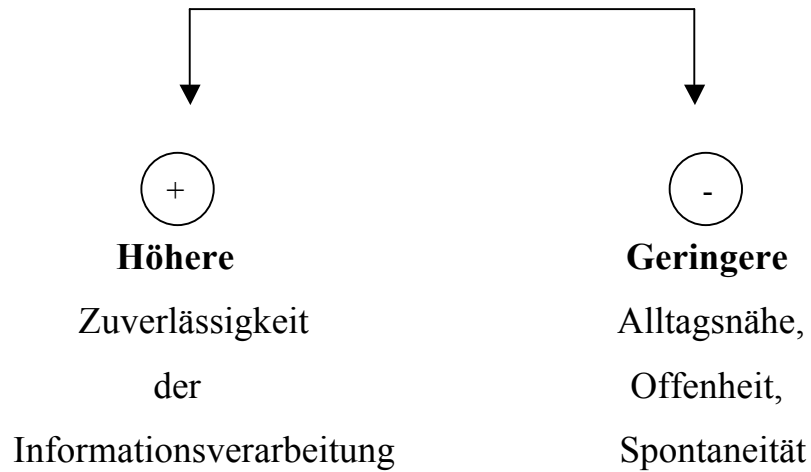 +
Höhere
Zuverlässigkeit
der
Informationsverarbeitung
-
Geringere
Alltagsnähe,
Offenheit,
Spontaneität